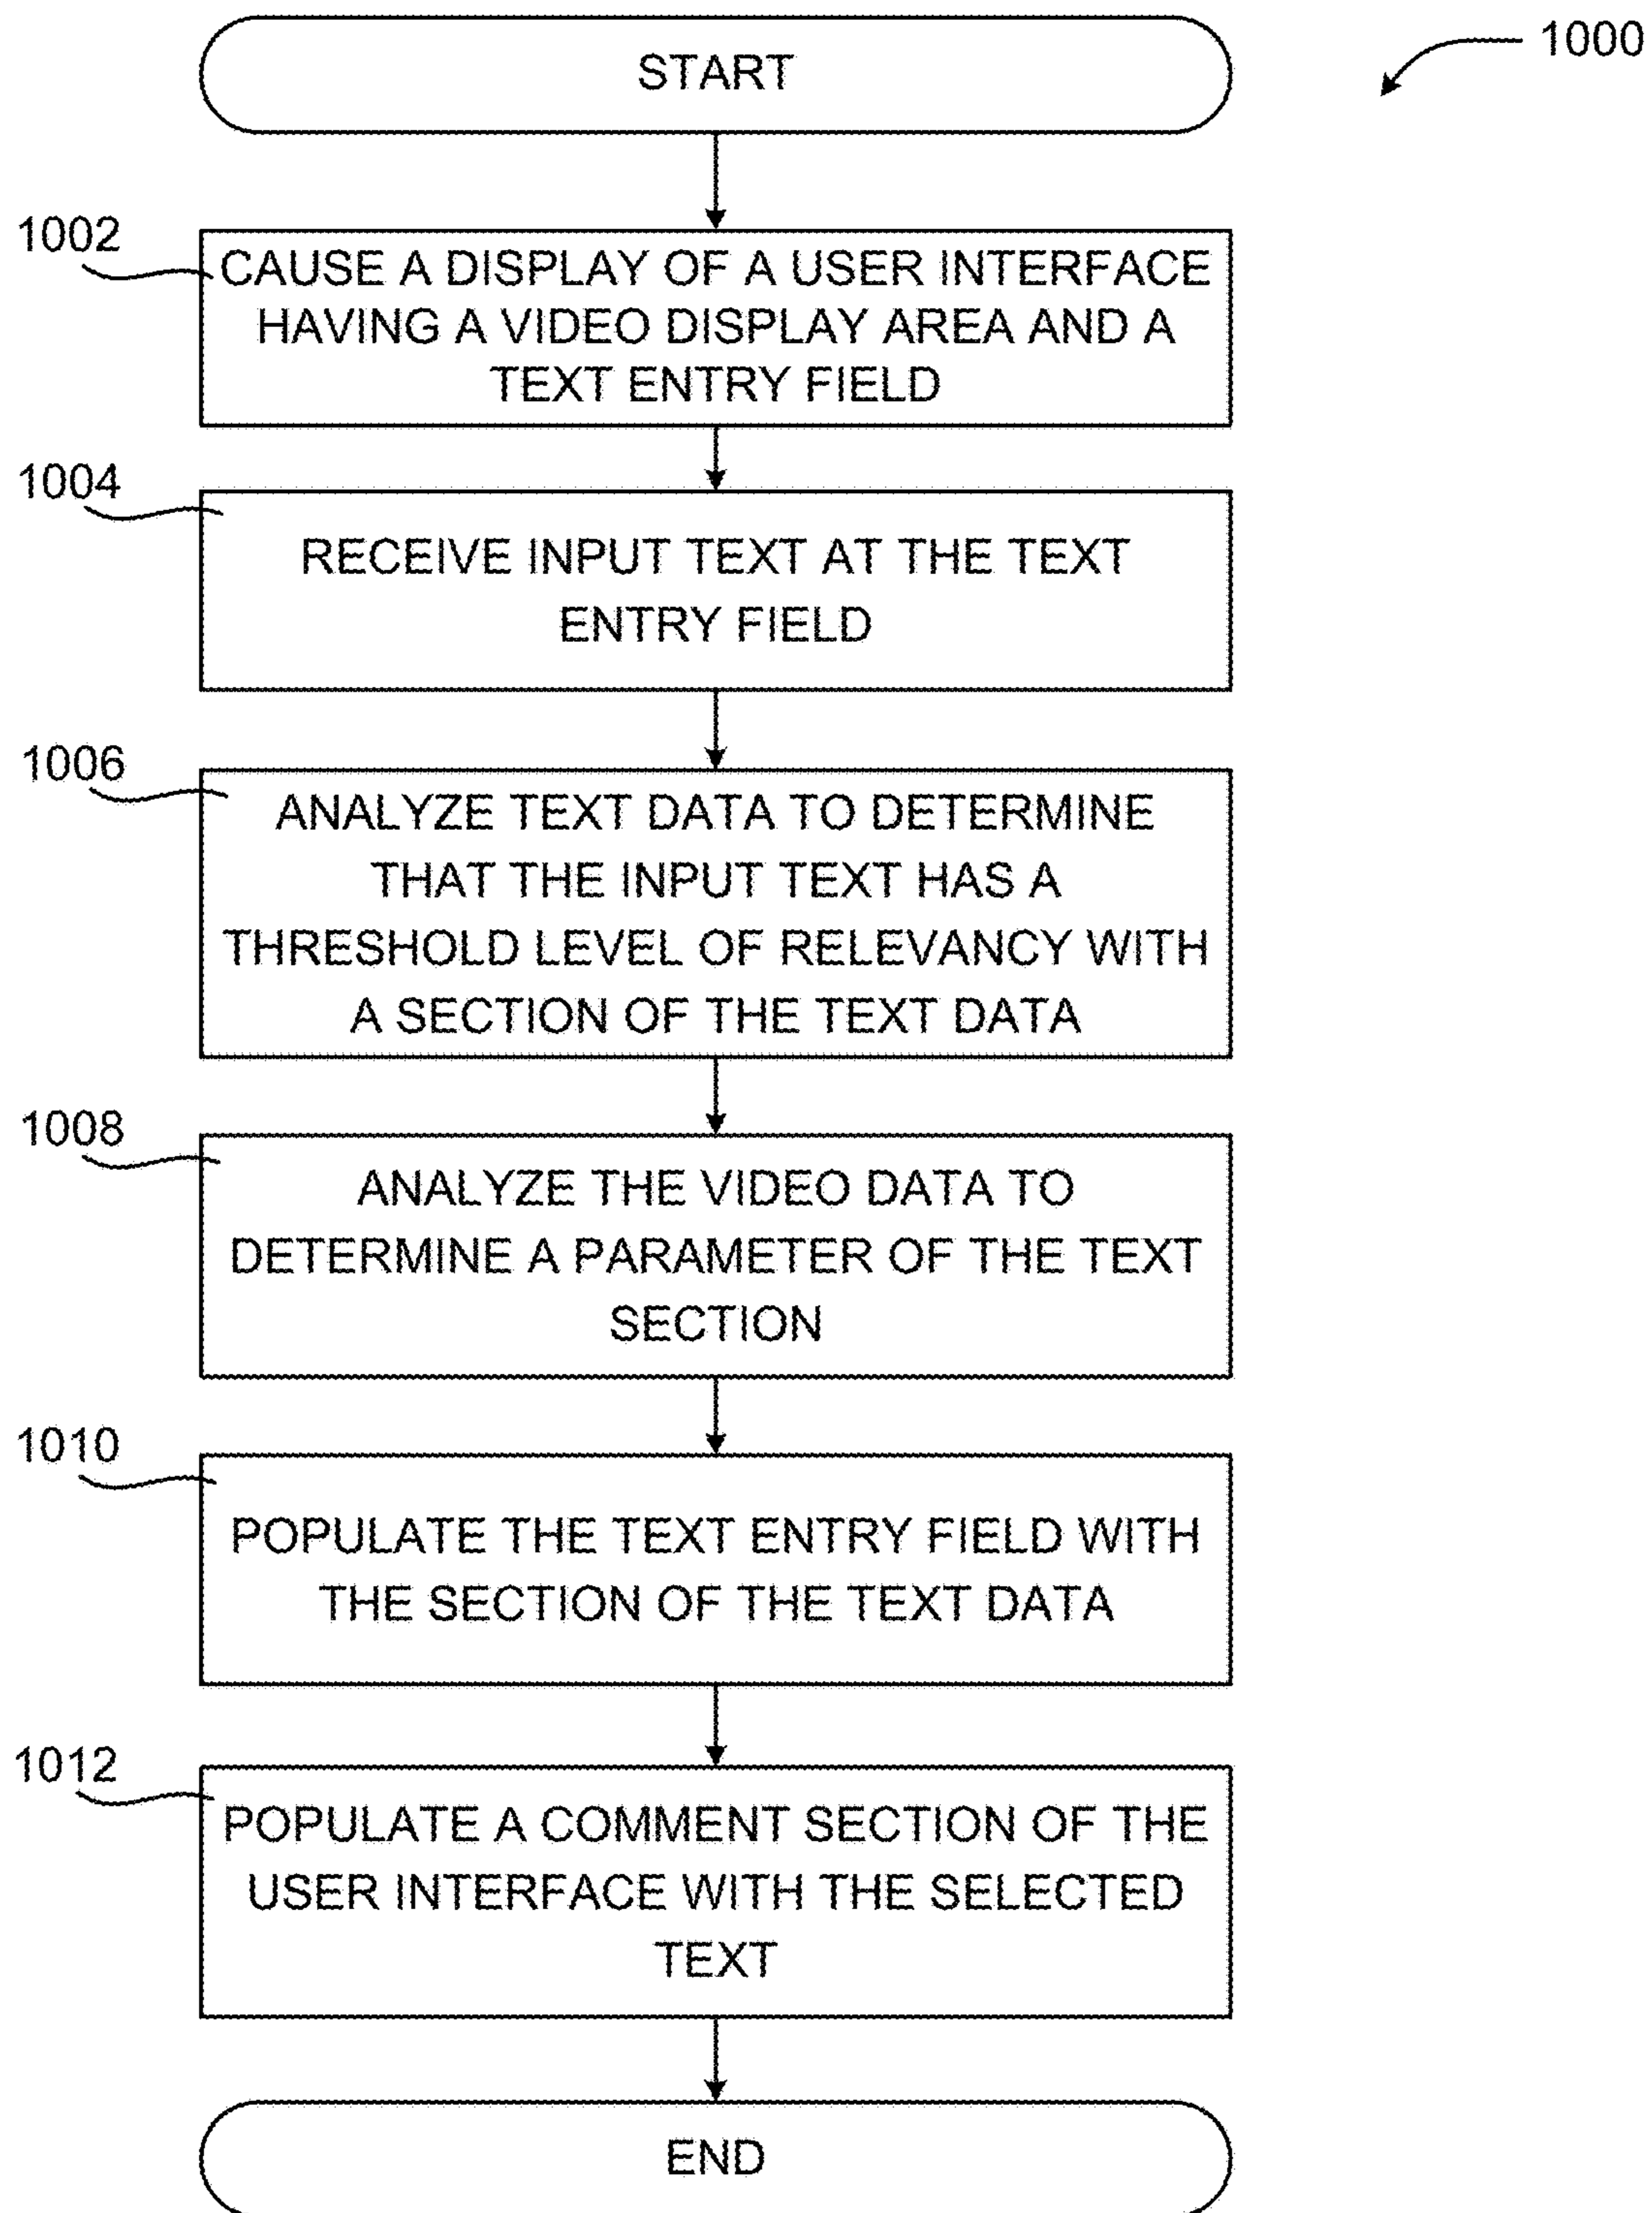 START
1000
1002
CAUSE A DISPLAY OF A USER INTERFACE
HAVING A VIDEO DISPLAY AREA AND A
TEXT ENTRY FIELD
1004
RECEIVE INPUT TEXT AT THE TEXT
ENTRY FIELD
1006
ANALYZE TEXT DATA TO DETERMINE
THAT THE INPUT TEXT HAS A
THRESHOLD LEVEL OF RELEVANCY WITH
A SECTION OF THE TEXT DATA
1008
ANALYZE THE VIDEO DATA TO
DETERMINE A PARAMETER OF THE TEXT
SECTION
1010
POPULATE THE TEXT ENTRY FIELD WITH
THE SECTION OF THE TEXT DATA
1012
POPULATE A COMMENT SECTION OF THE
USER INTERFACE WITH THE SELECTED
TEXT
END